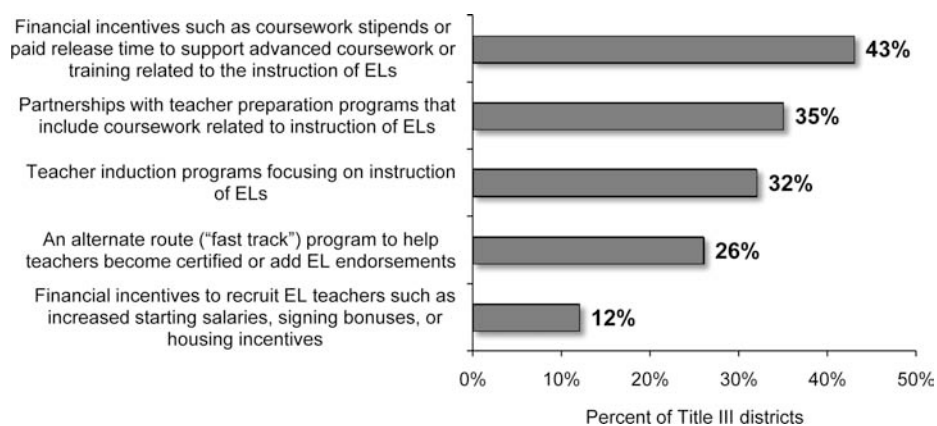 Financial incentives such as coursework stipends or
paid release time to support advanced coursework or
training related to the instruction of ELs
43%
Partnerships with teacher preparation programs that
include coursework related to instruction of ELs
35%
Teacher induction programs focusing on instruction
of ELs
32%
An alternate route (“fast track”) program to help
teachers become certified or add EL endorsements
26%
Financial incentives to recruit EL teachers such as
increased starting salaries, signing bonuses, or
housing incentives
12%
0% 10% 20% 30% 40% 50%
Percent of Title III districts